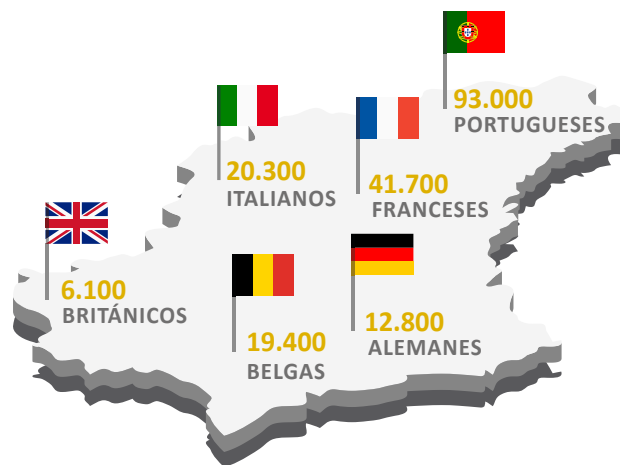 93.000
PORTUGUESES
20.300
ITALIANOS
41.700
FRANCESES
6.100
BRITÁNICOS
19.400
BELGAS
12.800
ALEMANES